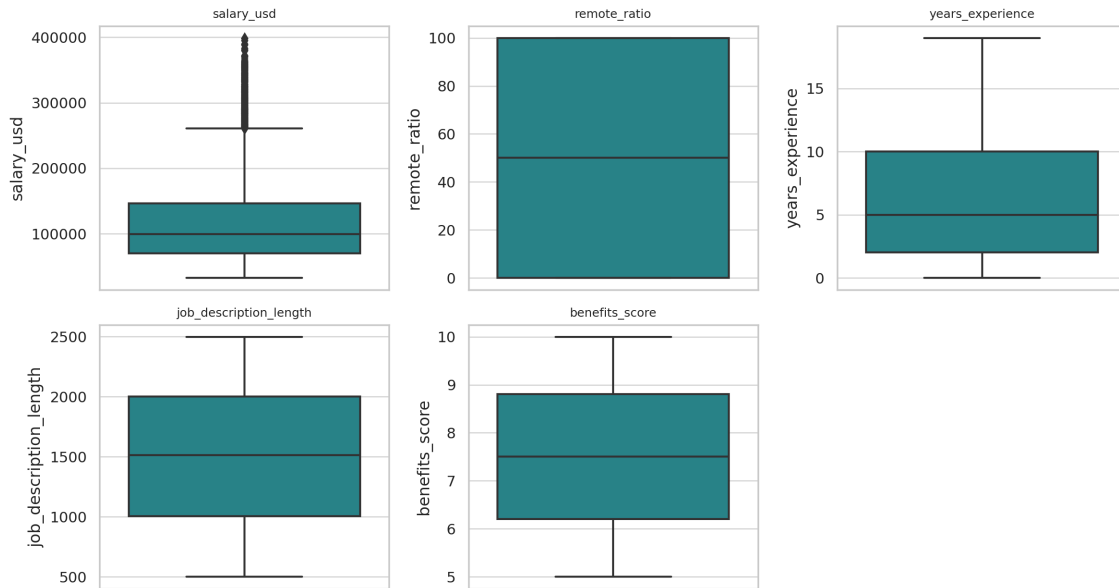 salary_usd
remote_ratio
years_experience
400000
300000
200000
100000
salary_usd
100
80
60
40
20
0
remote_ratio
15
10
5
0
years_experience
job_description_length
benefits_score
2500
2000
1500
1000
500
job_description_length
10
9
8
7
6
5
benefits_score